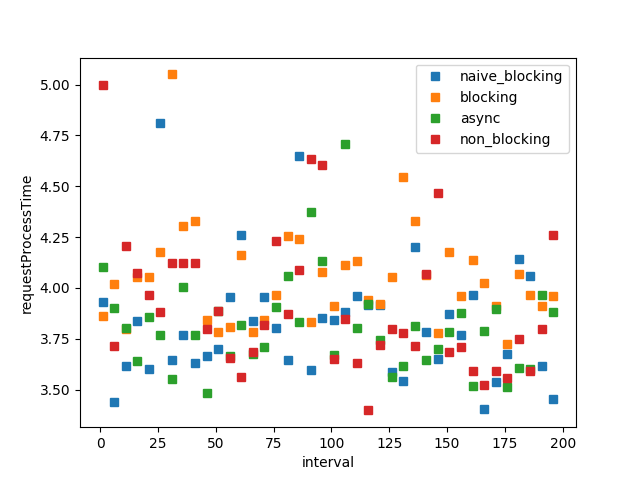 5.00
4.75
4.50
4.25
4.00
3.75
3.50
requestProcessTime
0 25 50 75 100 125 150 175 200
interval
naive_blocking
blocking
async
non_blocking